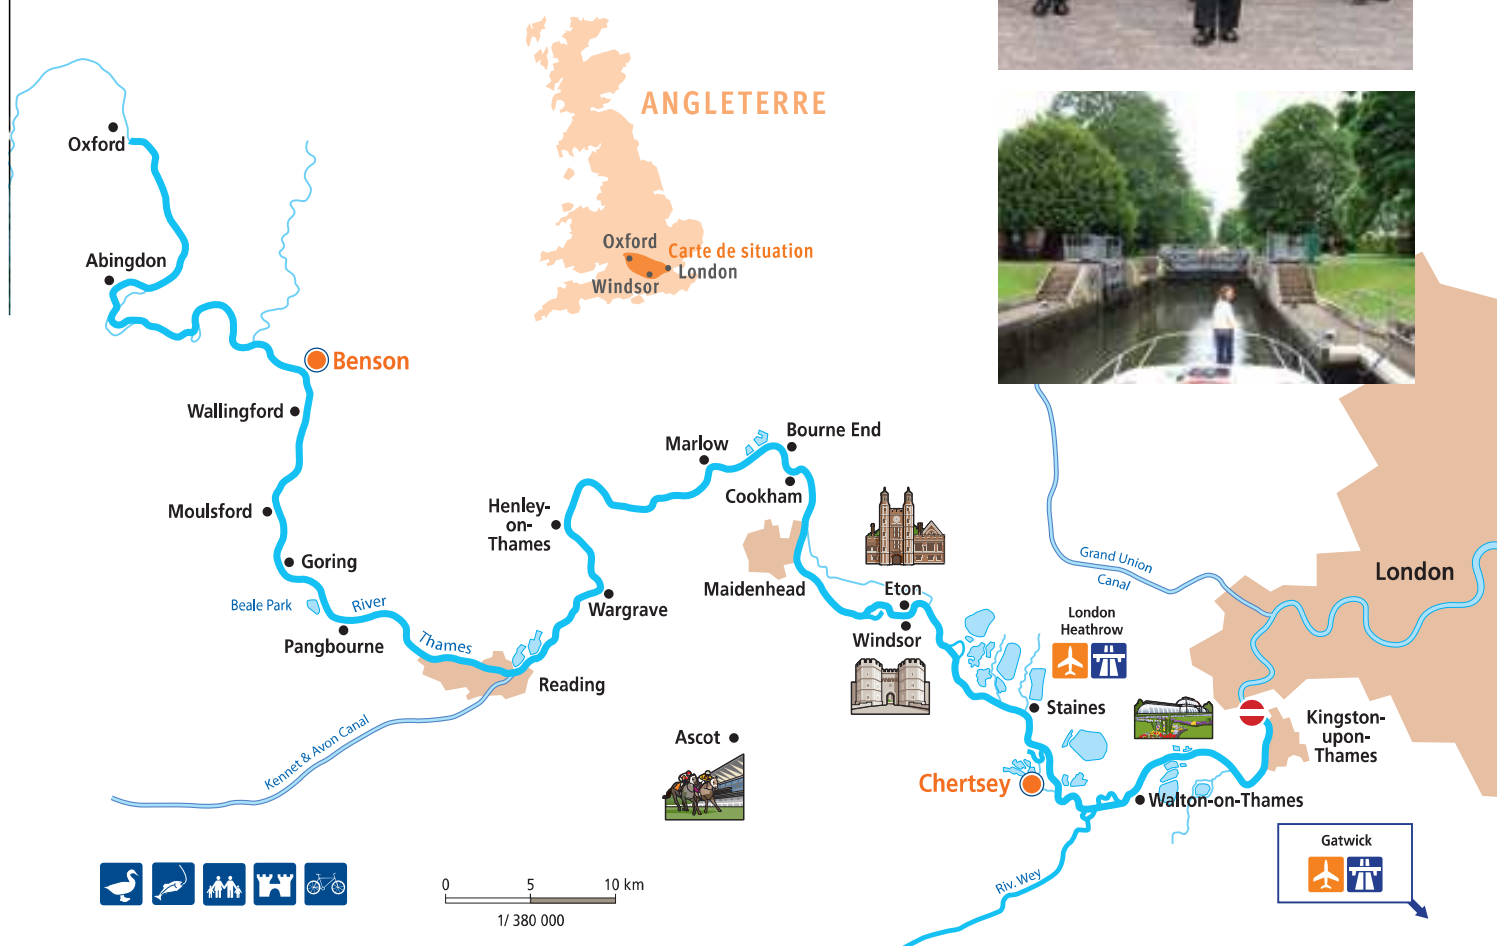 ANGLETERRE
Oxford
Carte de situation
London
Windsor
Oxford
Abingdon
Benson
Wallingford
Moulsford
Goring
Beale Park
River
Thames
Pangbourne
Reading
Kennet & Avon Canal
Henley-
on-
Thames
Wargrave
Marlow
Bourne End
Cookham
Maidenhead
Eton
Windsor
Ascot
London
Heathrow
Grand Union
Canal
London
Staines
Chertsey
Kingston-
upon-
Thames
Walton-on-Thames
Riv. Wey
Gatwick
0 5 10 km
1/ 380 000